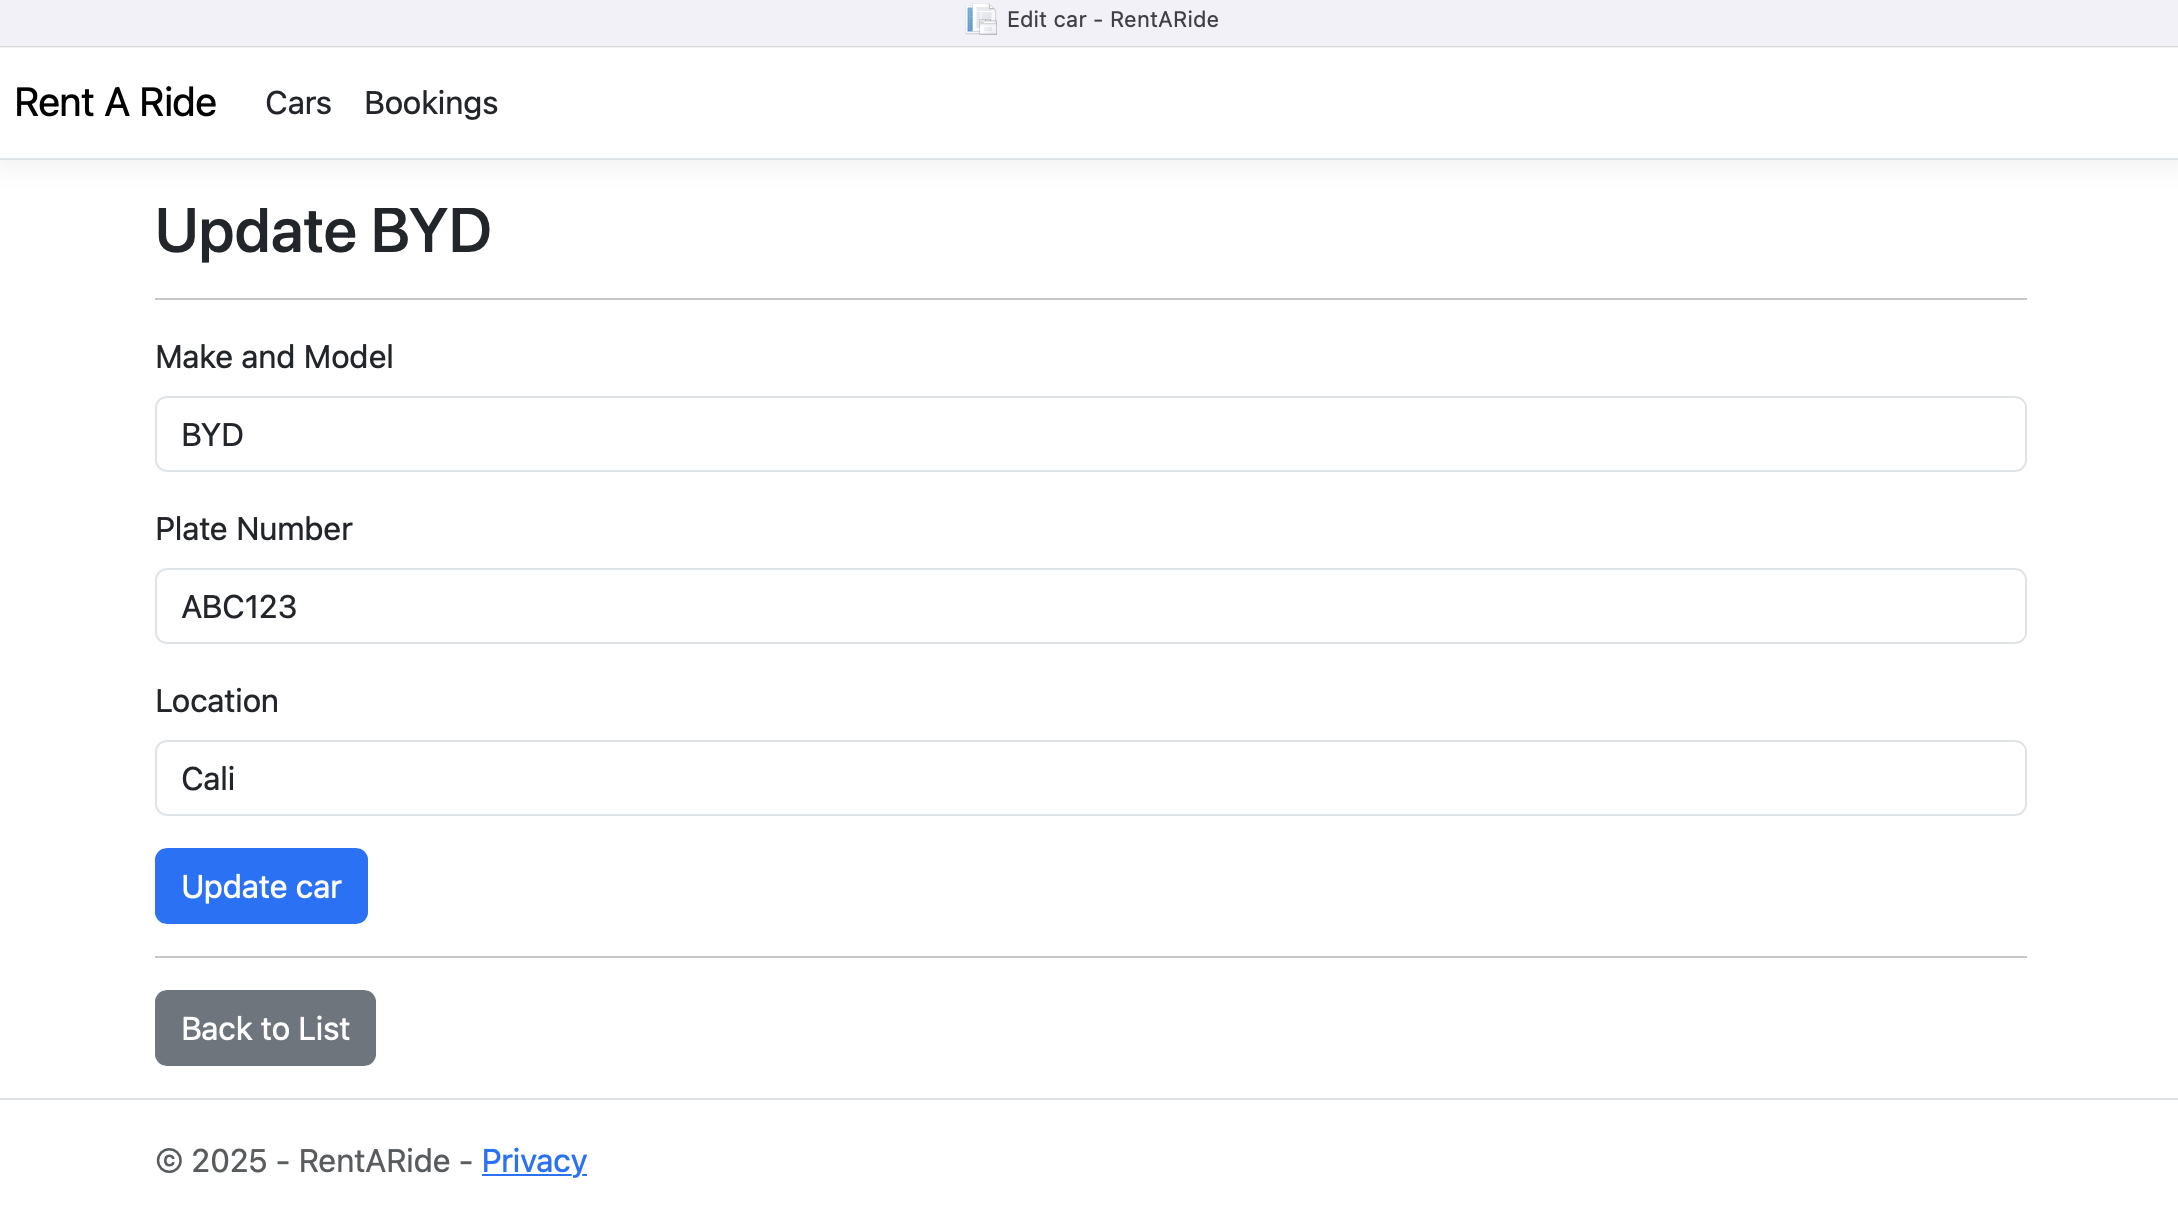 Edit car - RentARide
Rent A Ride Cars Bookings
Update BYD
Make and Model
BYD
Plate Number
ABC123
Location
Cali
Update car
Back to List
© 2025 - RentARide - Privacy